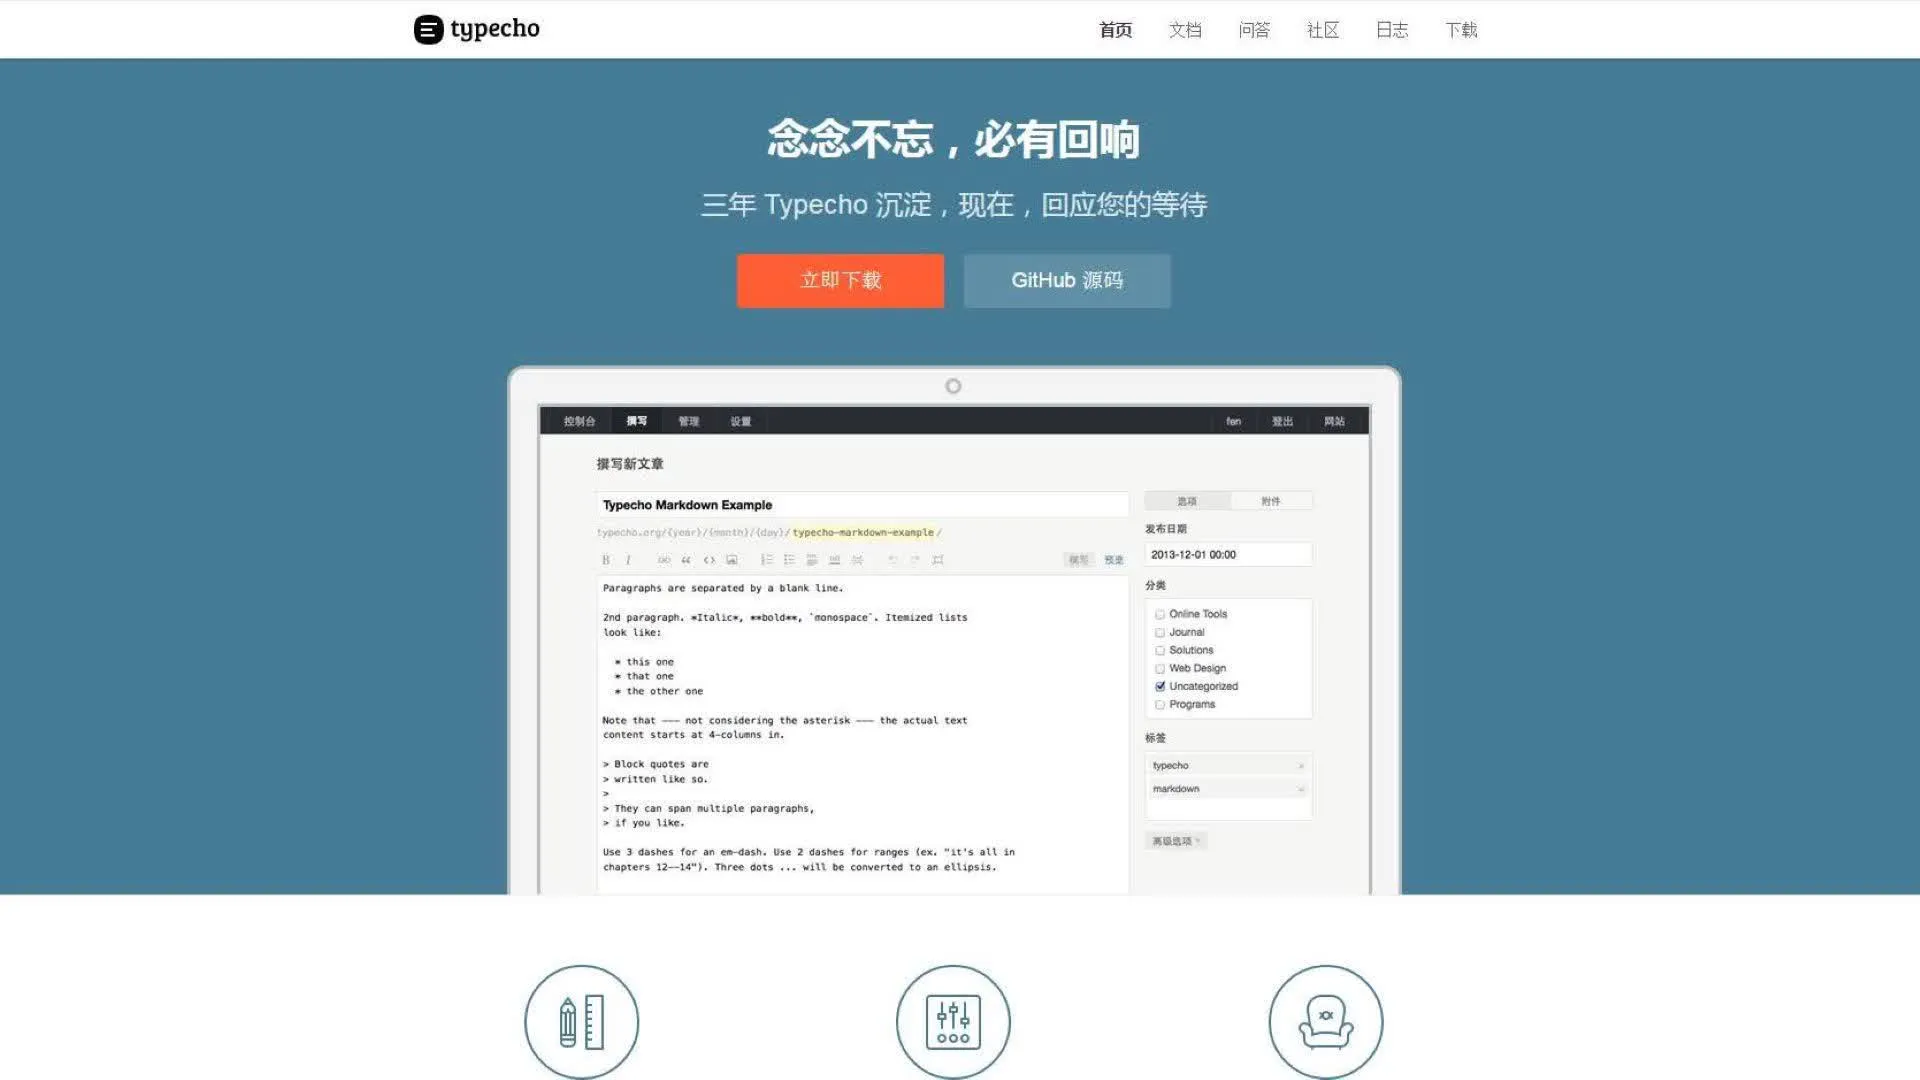 typecho
首页 文档 问答 社区 日志 下载
念念不忘，必有回响
三年 Typecho 沉淀，现在，回应您的等待
立即下载 GitHub 源码
控制台 撰写 管理 设置 fen 登出 网站
撰写新文章
Typecho Markdown Example
typecho.org/{year}/{month}/{day}/typecho-markdown-example/
B I 撰写 预览
Paragraphs are separated by a blank line.
2nd paragraph. *Italic*, **bold**, `monospace`. Itemized lists
look like:
* this one
* that one
* the other one
Note that --- not considering the asterisk --- the actual text
content starts at 4-columns in.
> Block quotes are
> written like so.
>
> They can span multiple paragraphs,
> if you like.
Use 3 dashes for an em-dash. Use 2 dashes for ranges (ex. "it's all in
chapters 12--14"). Three dots ... will be converted to an ellipsis.
选项 附件
发布日期
2013-12-01 00:00
分类
Online Tools
Journal
Solutions
Web Design
Uncategorized
Programs
标签
typecho
markdown
高级选项